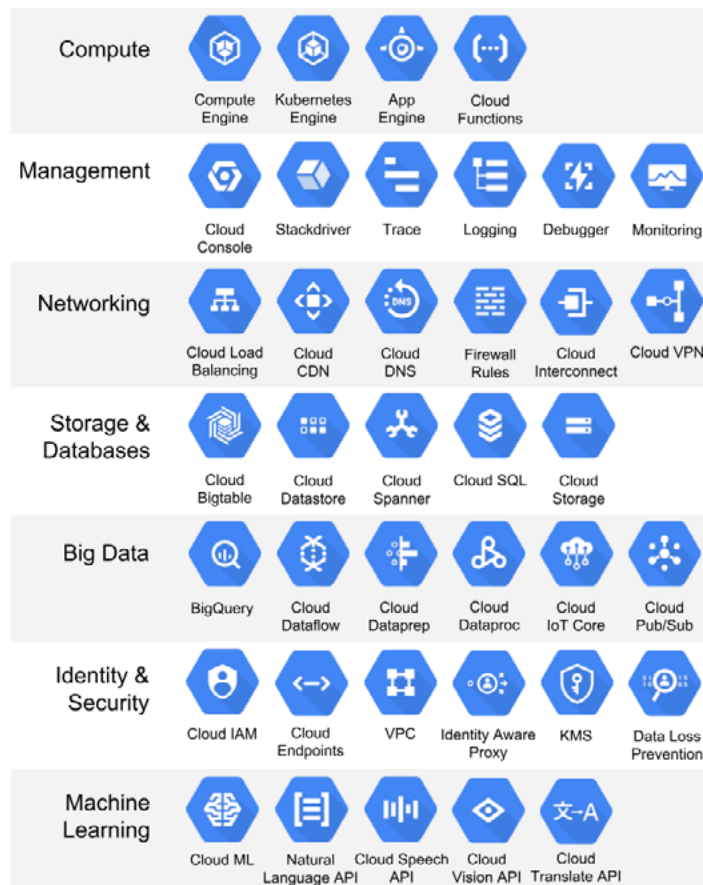 Compute
Compute
Engine
Kubernetes
Engine
App
Engine
Cloud
Functions
Management
Cloud
Console
Stackdriver
Trace
Logging
Debugger
Monitoring
Networking
Cloud Load
Balancing
Cloud
CDN
DNS
Cloud
DNS
Firewall
Rules
Cloud
Interconnect
Cloud VPN
Storage &
Databases
Cloud
Bigtable
Cloud
Datastore
Cloud
Spanner
Cloud SQL
Cloud
Storage
Big Data
BigQuery
Cloud
Dataflow
Cloud
Dataprep
Cloud
Dataproc
Cloud
IoT Core
Cloud
Pub/Sub
Identity &
Security
Cloud IAM
Cloud
Endpoints
VPC
Identity Aware
Proxy
KMS
Data Loss
Prevention
Machine
Learning
Cloud ML
Natural
Language API
Cloud Speech
API
Cloud
Vision API
文→A
Cloud
Translate API